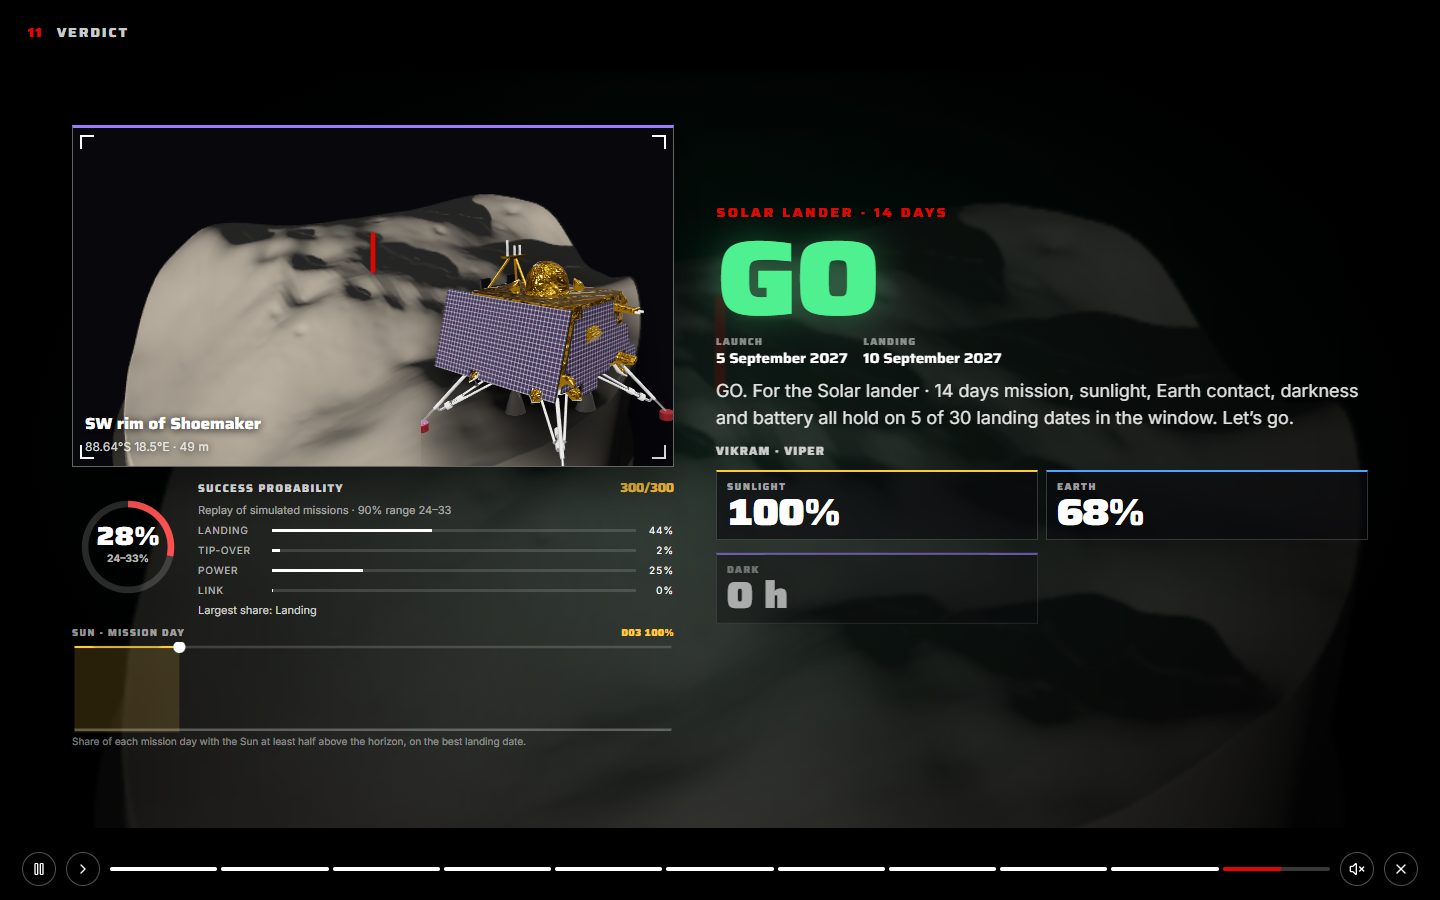 11 VERDICT
SW rim of Shoemaker
88.64°S 18.5°E · 49 m
28%
24–33%
SUCCESS PROBABILITY 300/300
Replay of simulated missions · 90% range 24–33
LANDING 44%
TIP-OVER 2%
POWER 25%
LINK 0%
Largest share: Landing
SUN · MISSION DAY D03 100%
Share of each mission day with the Sun at least half above the horizon, on the best landing date.
SOLAR LANDER · 14 DAYS
GO
LAUNCH LANDING
5 September 2027 10 September 2027
GO. For the Solar lander · 14 days mission, sunlight, Earth contact, darkness
and battery all hold on 5 of 30 landing dates in the window. Let’s go.
VIKRAM · VIPER
SUNLIGHT
100%
EARTH
68%
DARK
0 h